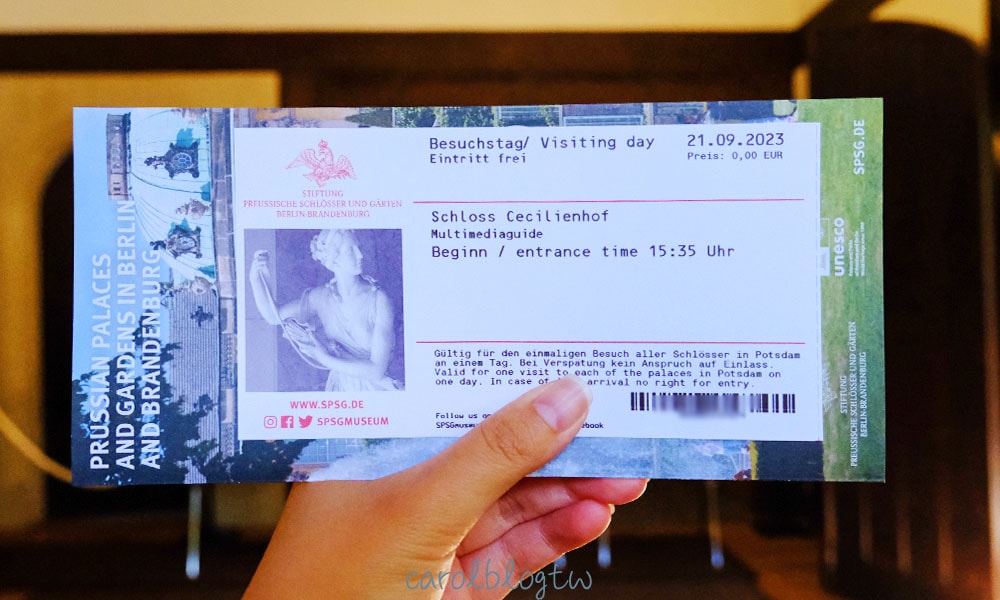 PRUSSIAN PALACES
AND GARDENS IN BERLIN
AND BRANDENBURG
STIFTUNG
PREUSSISCHE SCHLÖSSER UND GÄRTEN
BERLIN-BRANDENBURG
WWW.SPSG.DE
SPSGMUSEUM
Besuchstag/ Visiting day
Eintritt frei
21.09.2023
Preis: 0,00 EUR
Schloss Cecilienhof
Multimediaguide
Beginn / entrance time 15:35 Uhr
Gültig für den einmaligen Besuch aller Schlösser in Potsdam
an einem Tag. Bei Verspatung kein Anspruch auf Einlass.
Valid for one visit to each of the palaces in Potsdam on
one day. In case of arrival no right for entry.
Follow us
SPSG.DE
unesco
STIFTUNG
PREUSSISCHE SCHLÖSSER UND GÄRTEN
BERLIN-BRANDENBURG
carolblogtw